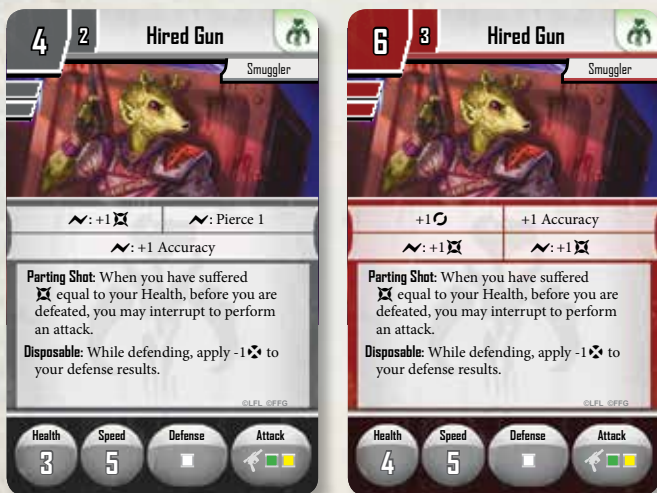 4 2 Hired Gun
Smuggler
: +1
: Pierce 1
: +1 Accuracy
Parting Shot: When you have suffered
equal to your Health, before you are
defeated, you may interrupt to perform
an attack.
Disposable: While defending, apply -1 to
your defense results.
©LFL ©FFG
Health Speed Defense Attack
3 5
6 3 Hired Gun
Smuggler
+1
+1 Accuracy
: +1
: +1
Parting Shot: When you have suffered
equal to your Health, before you are
defeated, you may interrupt to perform
an attack.
Disposable: While defending, apply -1 to
your defense results.
©LFL ©FFG
Health Speed Defense Attack
4 5